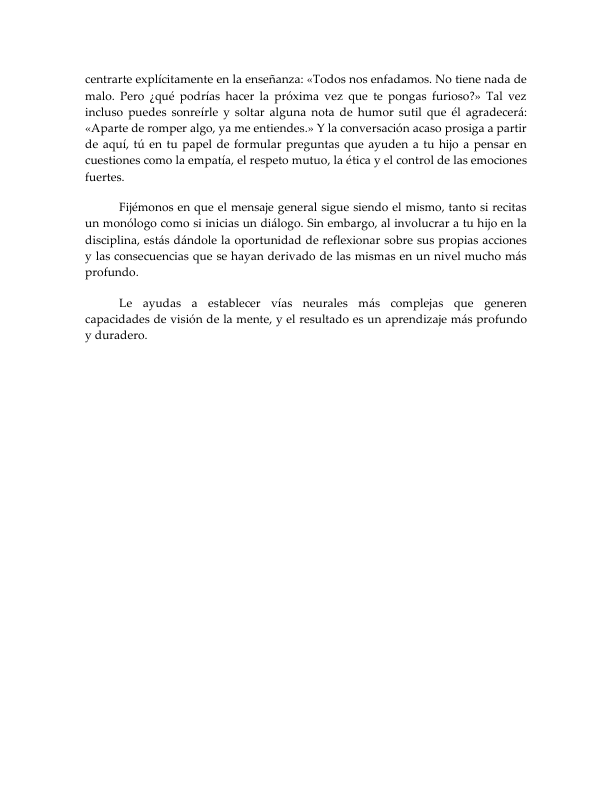 centrarte explícitamente en la enseñanza: «Todos nos enfadamos. No tiene nada de
malo. Pero ¿qué podrías hacer la próxima vez que te pongas furioso?» Tal vez
incluso puedes sonreírle y soltar alguna nota de humor sutil que él agradecerá:
«Aparte de romper algo, ya me entiendes.» Y la conversación acaso prosiga a partir
de aquí, tú en tu papel de formular preguntas que ayuden a tu hijo a pensar en
cuestiones como la empatía, el respeto mutuo, la ética y el control de las emociones
fuertes.
Fijémonos en que el mensaje general sigue siendo el mismo, tanto si recitas
un monólogo como si inicias un diálogo. Sin embargo, al involucrar a tu hijo en la
disciplina, estás dándole la oportunidad de reflexionar sobre sus propias acciones
y las consecuencias que se hayan derivado de las mismas en un nivel mucho más
profundo.
Le ayudas a establecer vías neurales más complejas que generen
capacidades de visión de la mente, y el resultado es un aprendizaje más profundo
y duradero.